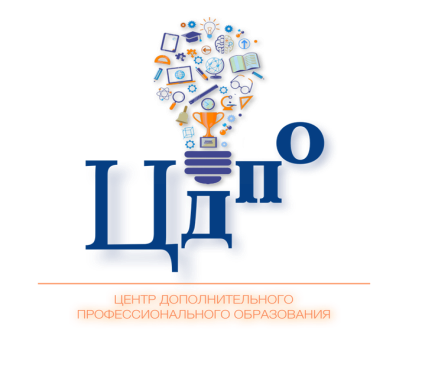 Цдпо
ЦЕНТР ДОПОЛНИТЕЛЬНОГО
ПРОФЕССИОНАЛЬНОГО ОБРАЗОВАНИЯ